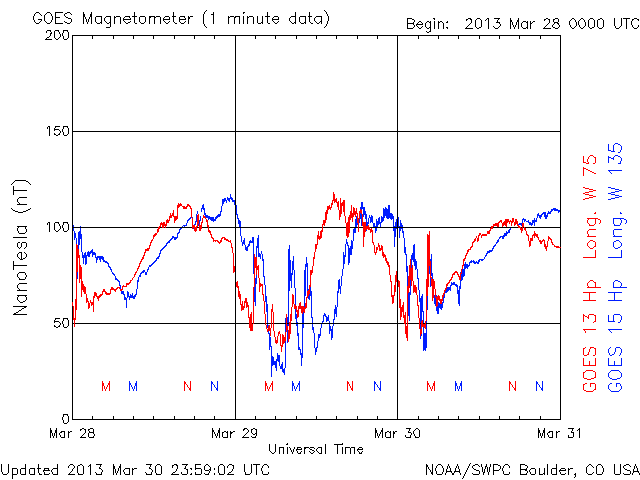 GOES Magnetometer (1 minute data)
Begin: 2013 Mar 28 0000 UTC
200
150
100
50
0
NanoTesla (nT)
M M N N M M N N M M N N
Mar 28 Mar 29 Mar 30 Mar 31
Universal Time
GOES 13 Hp Long. W 75
GOES 15 Hp Long. W 135
Updated 2013 Mar 30 23:59:02 UTC
NOAA/SWPC Boulder, CO USA